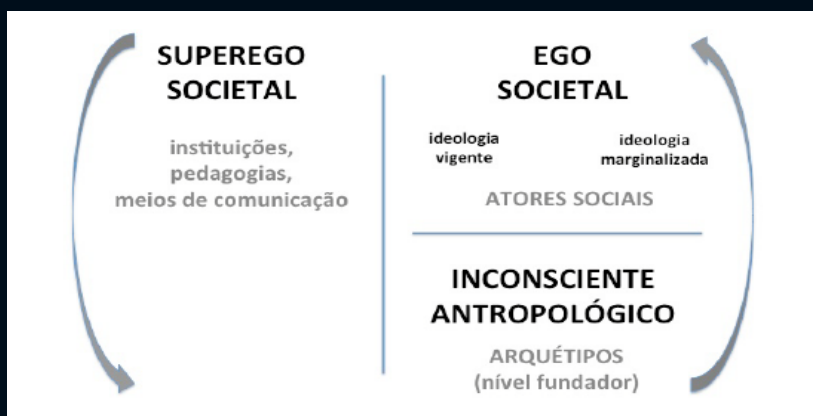 SUPEREGO
SOCIETAL
instituições,
pedagogias,
meios de comunicação
EGO
SOCIETAL
ideologia
vigente
ideologia
marginalizada
ATORES SOCIAIS
INCONSCIENTE
ANTROPOLÓGICO
ARQUÉTIPOS
(nível fundador)